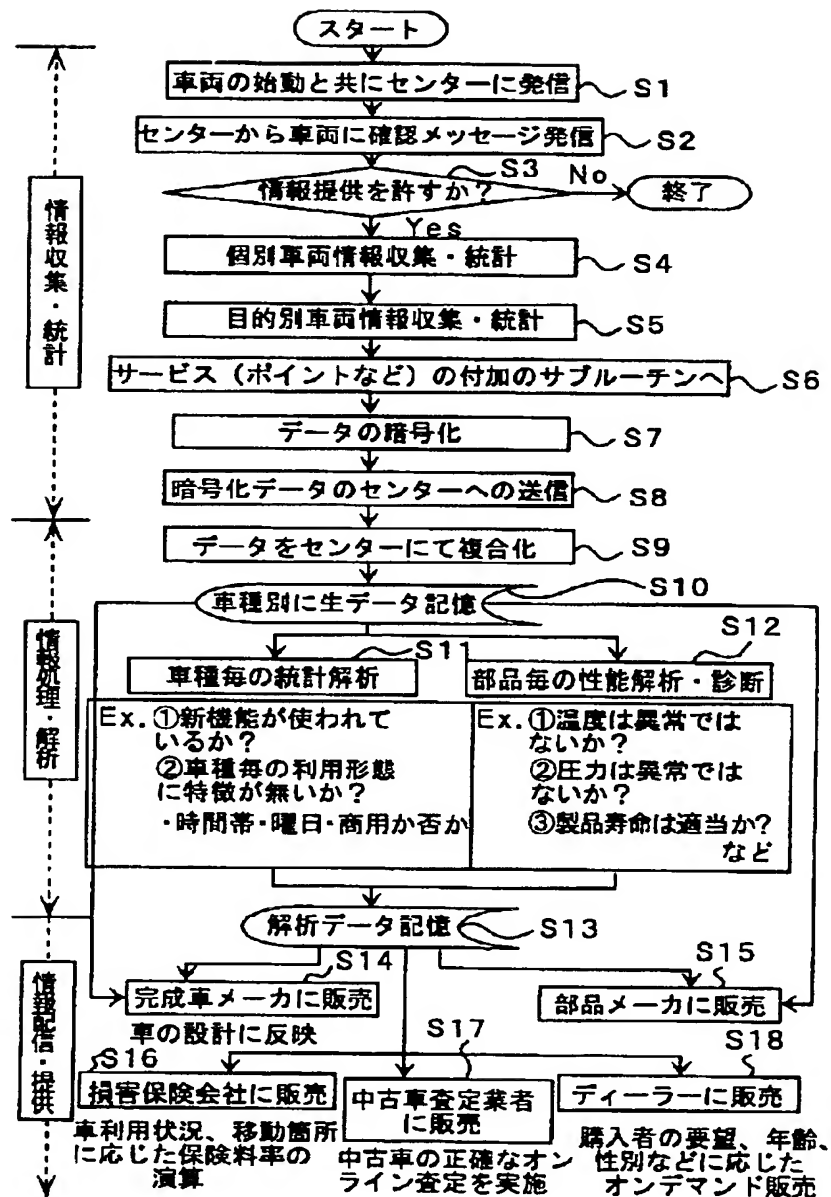 スタート
車両の始動と共にセンターに発信
S1
センターから車両に確認メッセージ発信
S2
S3
情報提供を許すか?
No
終了
Yes
個別車両情報収集・統計
S4
目的別車両情報収集・統計
S5
サービス(ポイントなど)の付加のサブルーチンへ
S6
データの暗号化
S7
暗号化データのセンターへの送信
S8
情報収集・統計
データをセンターにて複合化
S9
車種別に生データ記憶
S10
S11
車種毎の統計解析
S12
部品毎の性能解析・診断
Ex.①新機能が使われて
いるか?
②車種毎の利用形態
に特徴が無いか?
・時間帯・曜日・商用か否か
Ex.①温度は異常では
ないか?
②圧力は異常では
ないか?
③製品寿命は適当か?
など
情報処理・解析
解析データ記憶
S13
S14
完成車メーカに販売
車の設計に反映
S15
部品メーカに販売
S16
損害保険会社に販売
車利用状況、移動箇所
に応じた保険料率の
演算
S17
中古車査定業者
に販売
中古車の正確なオン
ライン査定を実施
S18
ディーラーに販売
購入者の要望、年齢、
性別などに応じた
オンデマンド販売
情報配信・提供